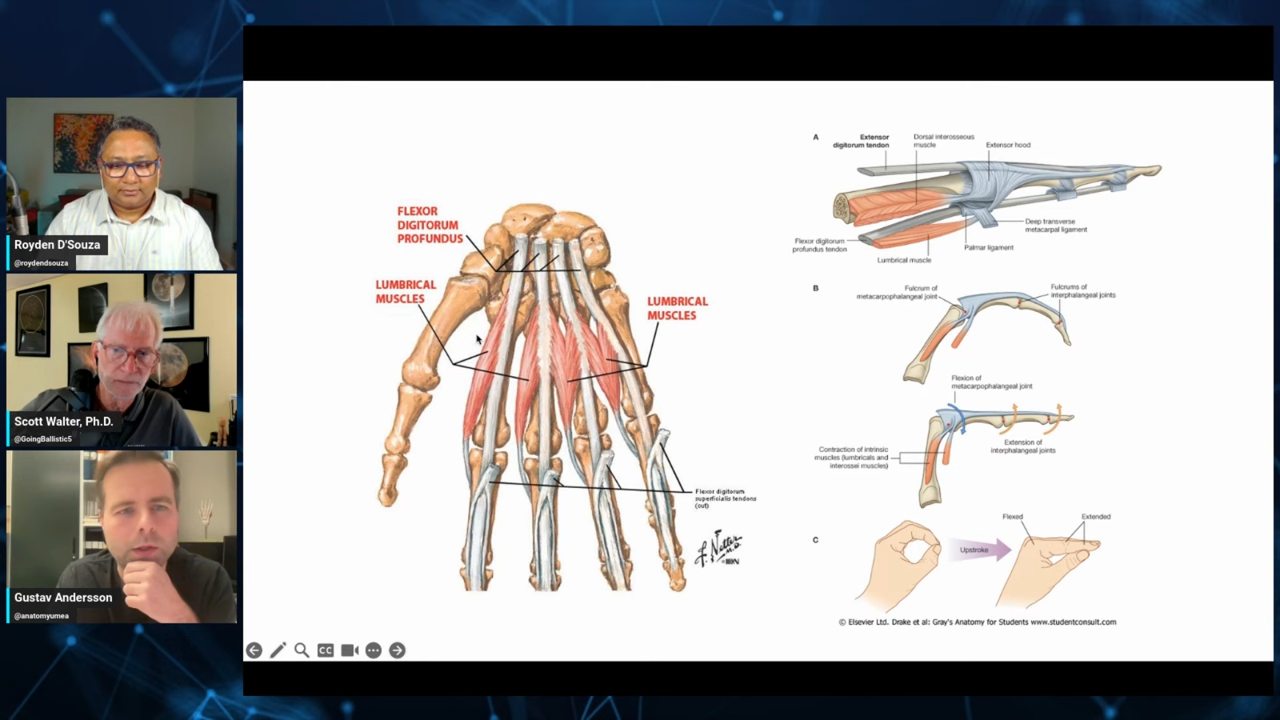 Royden D'Souza
@roydendsouza
Scott Walter, Ph.D.
@GoingBallistic5
Gustav Andersson
@anatomyumea
FLEXOR
DIGITORUM
PROFUNDUS
LUMBRICAL
MUSCLES
LUMBRICAL
MUSCLES
Flexor digitorum
superficialis tendons
(cut)
F. Netter
M.D.
A
Extensor
digitorum tendon
Dorsal interosseous
muscle
Extensor hood
Deep transverse
metacarpal ligament
Flexor digitorum
profundus tendon
Palmar ligament
Lumbrical muscle
B
Fulcrum of
metacarpophalangeal joint
Fulcrums of
interphalangeal joints
Flexion of
metacarpophalangeal joint
Contraction of intrinsic
muscles (lumbricals and
interossei muscles)
Extension of
interphalangeal joints
C
Upstroke
Flexed
Extended
© Elsevier Ltd. Drake et al: Gray's Anatomy for Students www.studentconsult.com
CC